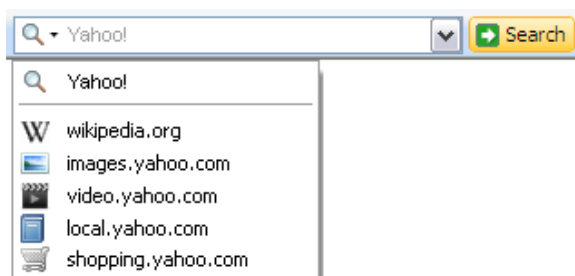 Yahoo! Search
Yahoo!
W wikipedia.org
images.yahoo.com
video.yahoo.com
local.yahoo.com
shopping.yahoo.com